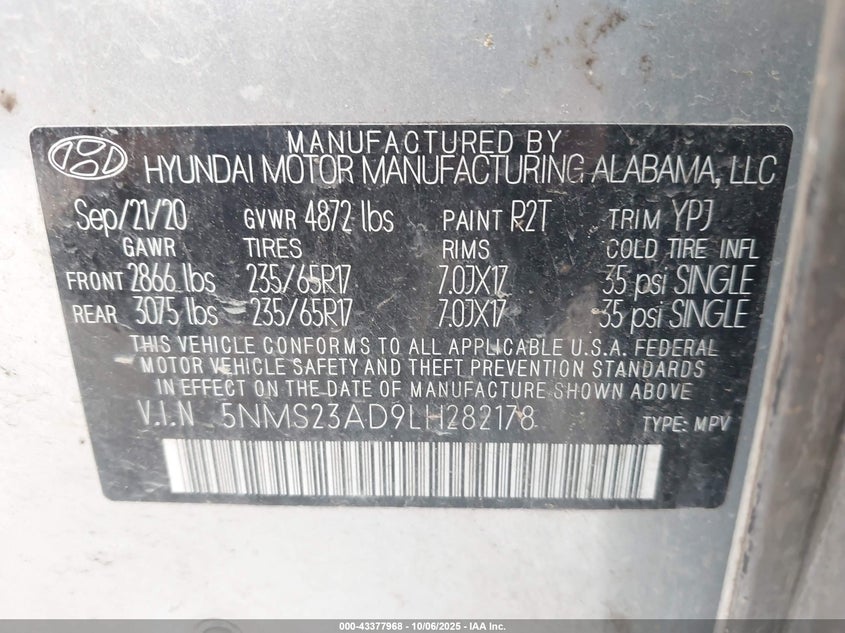 MANUFACTURED BY
HYUNDAI MOTOR MANUFACTURING ALABAMA, LLC
Sep/21/20 GVWR 4872 lbs PAINT R2T TRIM YPJ
GAWR TIRES RIMS COLD TIRE INFL
FRONT 2866 lbs 235/65R17 7.0JX17 35 psi SINGLE
REAR 3075 lbs 235/65R17 7.0JX17 35 psi SINGLE
THIS VEHICLE CONFORMS TO ALL APPLICABLE U.S.A. FEDERAL
MOTOR VEHICLE SAFETY AND THEFT PREVENTION STANDARDS
IN EFFECT ON THE DATE OF MANUFACTURE SHOWN ABOVE
V.I.N 5NMS23AD9LH282178 TYPE: MPV
000-43377968 - 10/06/2025 - IAA Inc.